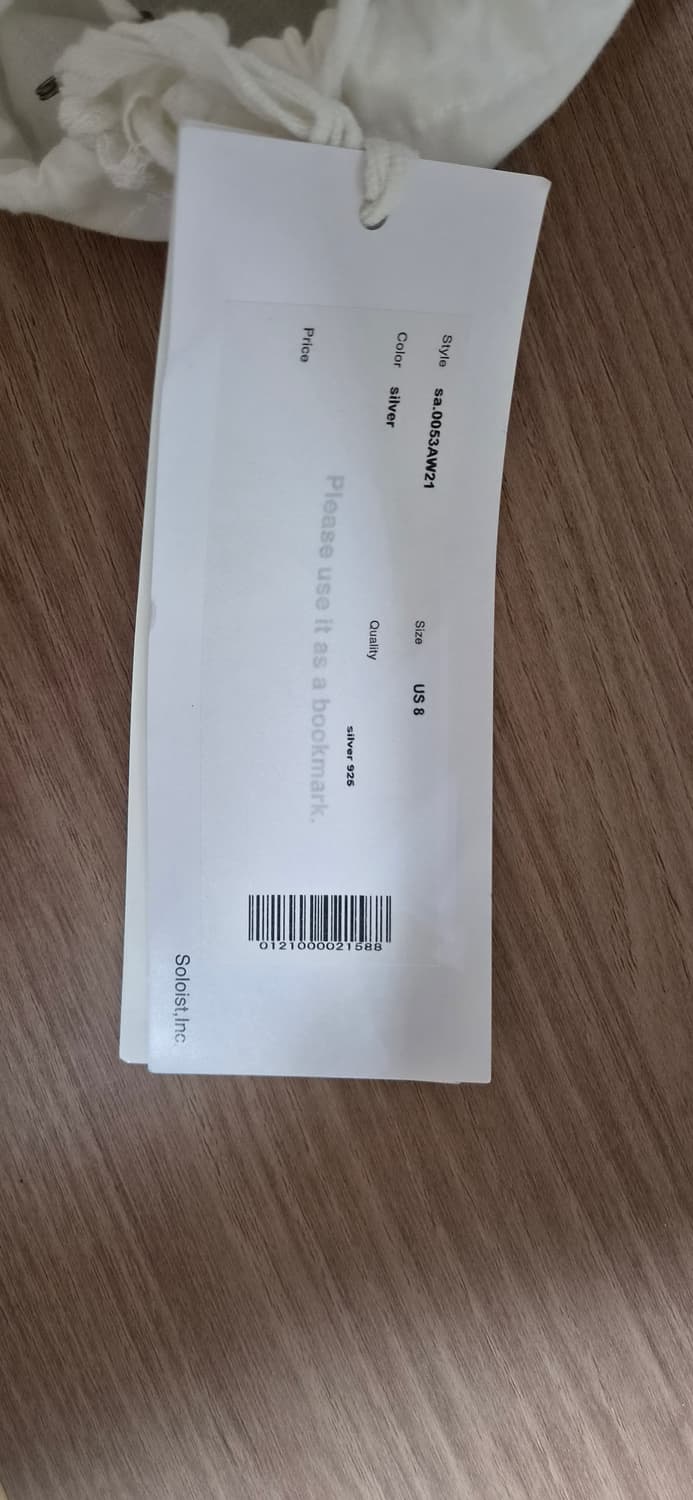 Style sa.0053AW21 Size US 8
Color silver Quality
silver 925
Please use it as a bookmark.
Price
0121000021588
Soloist,Inc.